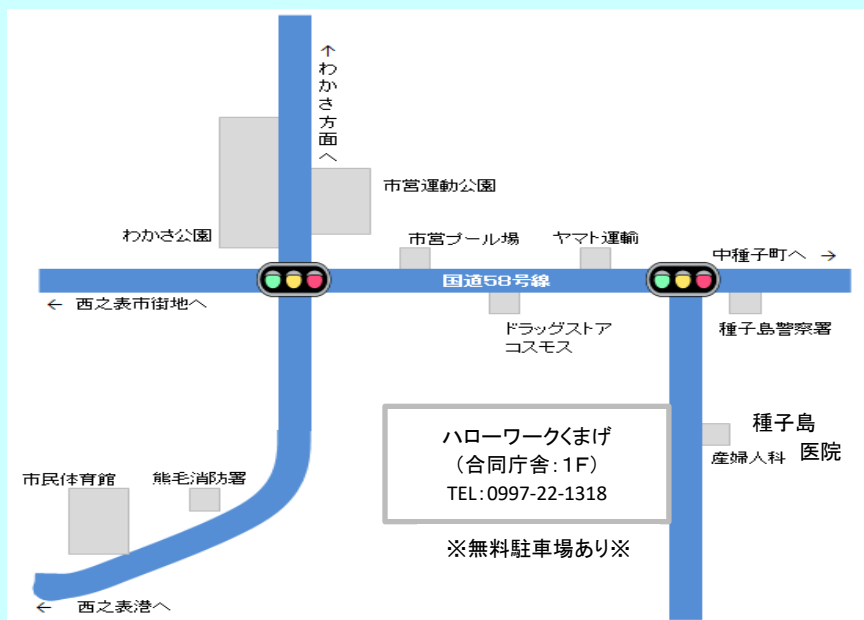 ↑わかさ方面へ
市営運動公園
わかさ公園
市営プール場
ヤマト運輸
中種子町へ →
国道58号線
← 西之表市街地へ
ドラッグストア
コスモス
種子島警察署
ハローワークくまげ
(合同庁舎:1F)
TEL:0997-22-1318
※無料駐車場あり※
種子島
産婦人科 医院
市民体育館
熊毛消防署
← 西之表港へ